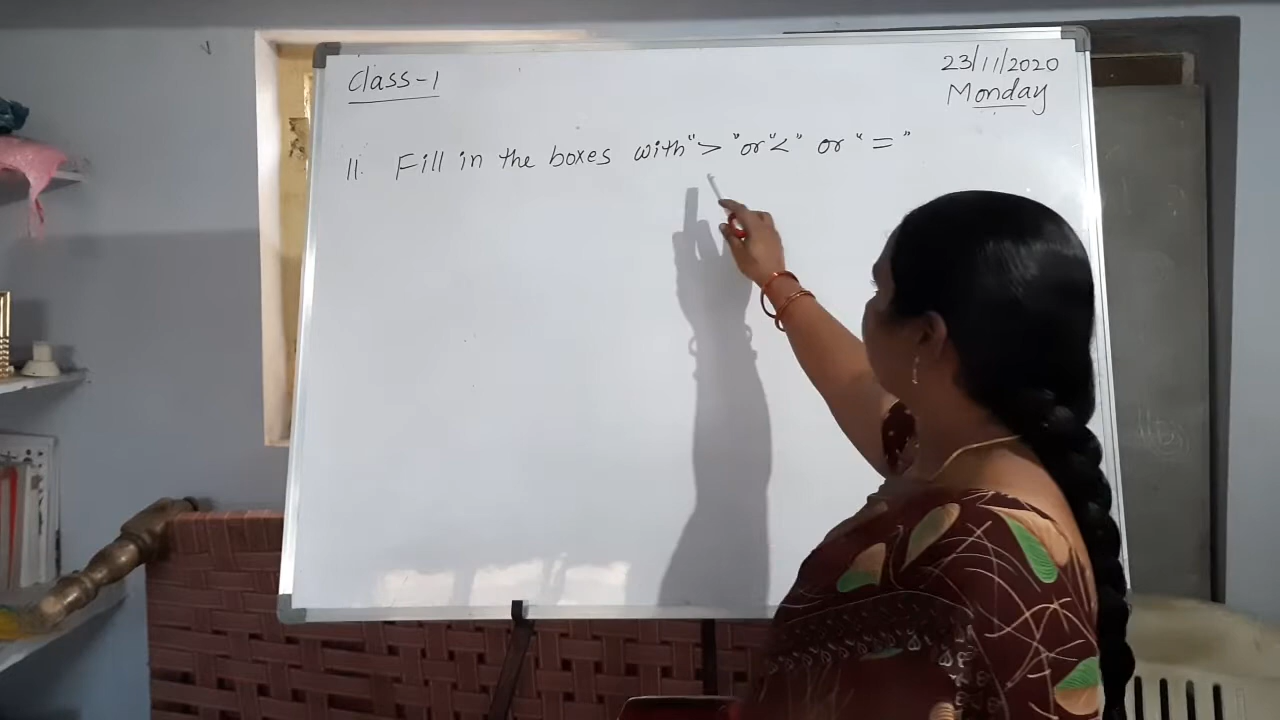 Class-1
23/11/2020
Monday
11. Fill in the boxes with ">" or "<" or "="